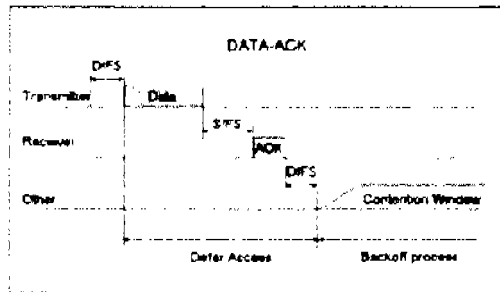 DATA-ACK
DIFS
Transmitter
Data
SIFS
Receiver
ACK
DIFS
Other
Contention Window
Defer Access
Backoff process